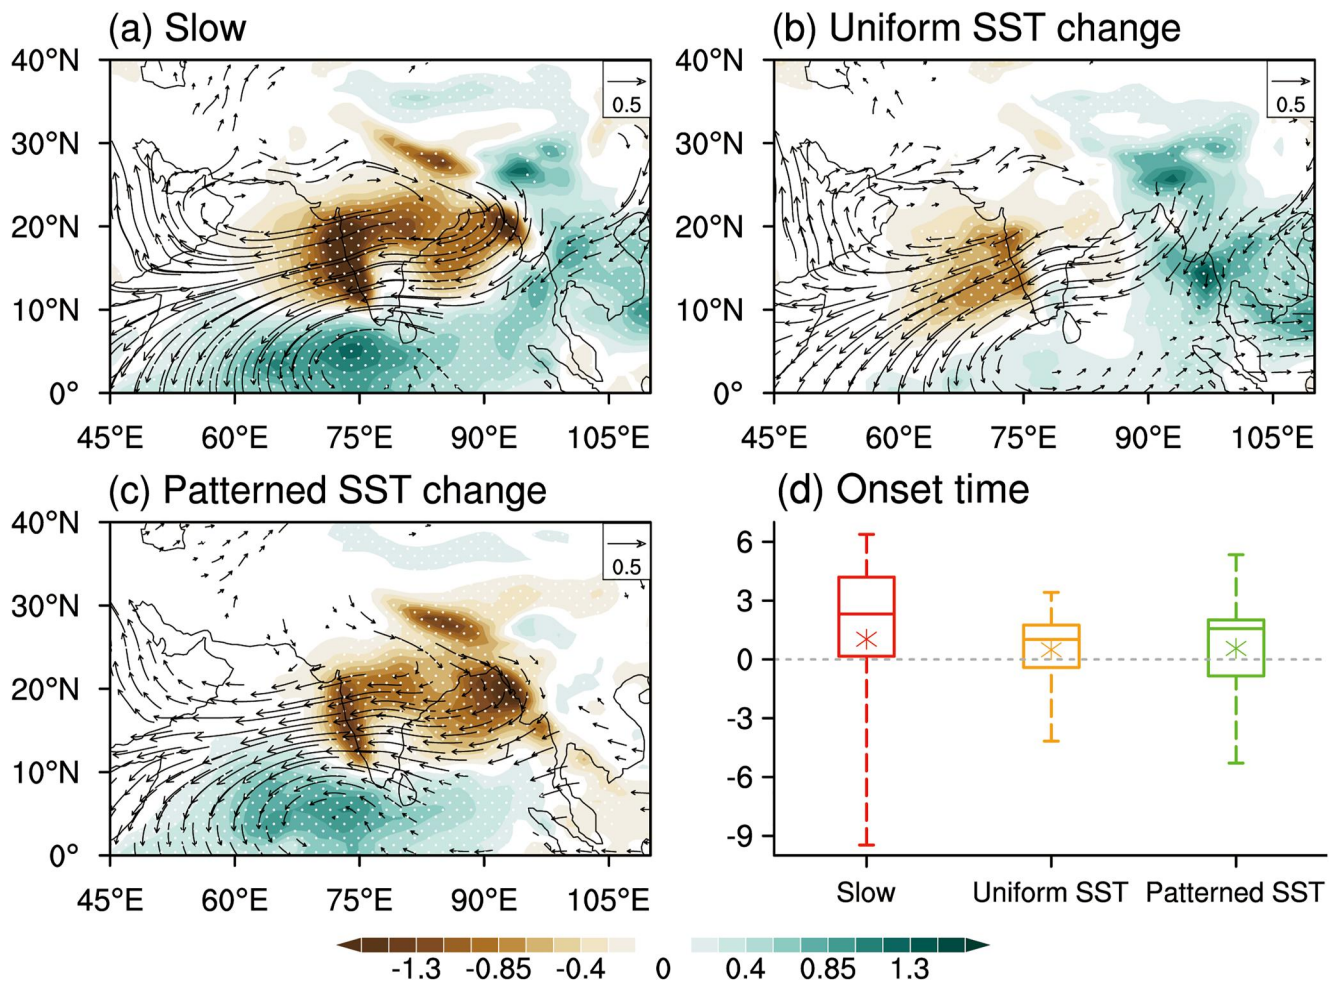 (a) Slow
(b) Uniform SST change
40°N
30°N
20°N
10°N
0°
0.5
45°E 60°E 75°E 90°E 105°E
40°N
30°N
20°N
10°N
0°
0.5
45°E 60°E 75°E 90°E 105°E
(c) Patterned SST change
(d) Onset time
40°N
30°N
20°N
10°N
0°
0.5
45°E 60°E 75°E 90°E 105°E
6
3
0
-3
-6
-9
Slow Uniform SST Patterned SST
-1.3 -0.85 -0.4 0 0.4 0.85 1.3